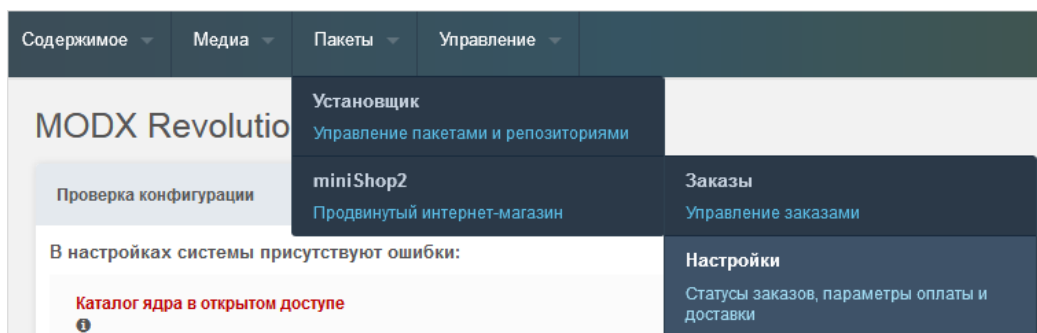 Содержимое Медиа Пакеты Управление
Установщик
Управление пакетами и репозиториями
MODX Revolutio
miniShop2
Продвинутый интернет-магазин
Заказы
Управление заказами
Проверка конфигурации
Настройки
Статусы заказов, параметры оплаты и
доставки
В настройках системы присутствуют ошибки:
Каталог ядра в открытом доступе